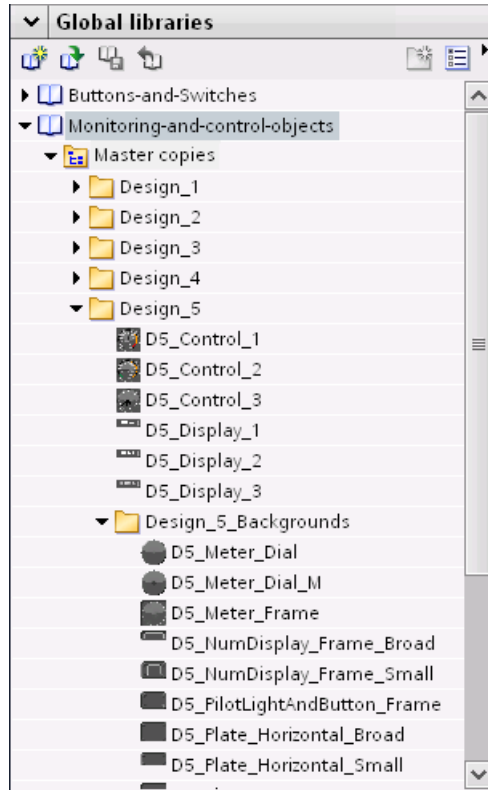 Global libraries
Buttons-and-Switches
Monitoring-and-control-objects
Master copies
Design_1
Design_2
Design_3
Design_4
Design_5
D5_Control_1
D5_Control_2
D5_Control_3
D5_Display_1
D5_Display_2
D5_Display_3
Design_5_Backgrounds
D5_Meter_Dial
D5_Meter_Dial_M
D5_Meter_Frame
D5_NumDisplay_Frame_Broad
D5_NumDisplay_Frame_Small
D5_PilotLightAndButton_Frame
D5_Plate_Horizontal_Broad
D5_Plate_Horizontal_Small